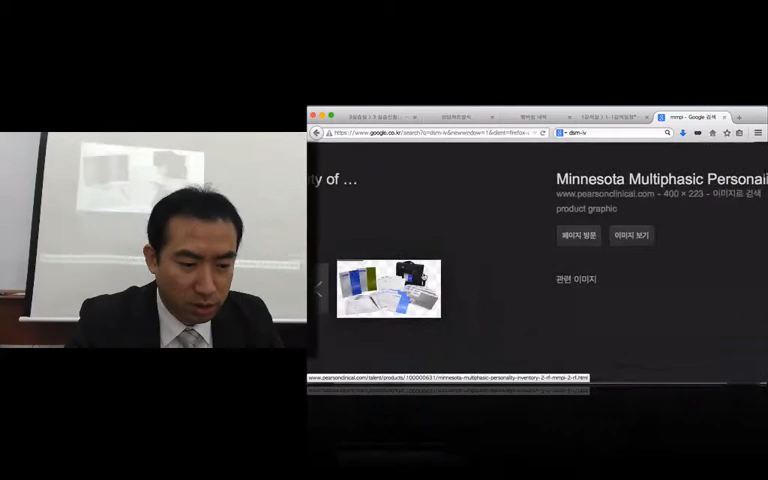 mmpi - Google 검색
https://www.google.co.kr/search?q=dsm-iv&newwindow=1&client=firefox-
dsm-iv
ity of ...
Minnesota Multiphasic Personali
www.pearsonclinical.com - 400 × 223 - 이미지로 검색
product graphic
페이지 방문
이미지 보기
관련 이미지
www.pearsonclinical.com/talent/products/100000631/minnesota-multiphasic-personality-inventory-2-rf-mmpi-2-rf.html